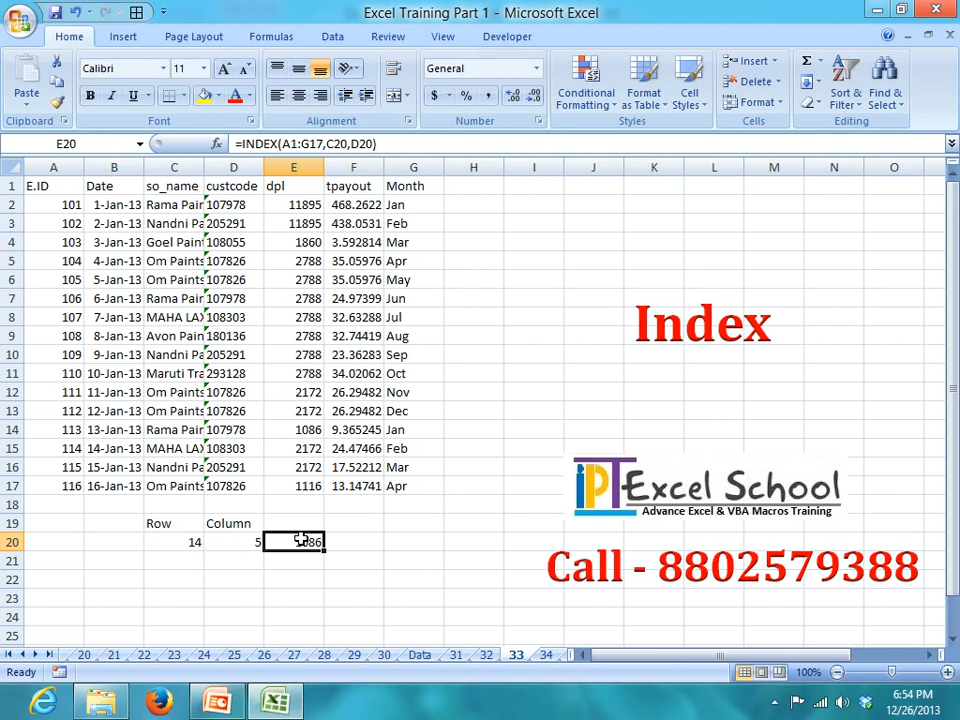 Excel Training Part 1 - Microsoft Excel
Home Insert Page Layout Formulas Data Review View Developer
Paste
Clipboard
Calibri 11
B I U A
Font
Alignment
General
$ % ,
Number
Conditional Formatting
Format as Table
Cell Styles
Styles
Insert
Delete
Format
Cells
Σ
Sort & Filter
Find & Select
Editing
E20 fx =INDEX(A1:G17,C20,D20)
A B C D E F G H I J K L M N O
1 E.ID Date so_name custcode dpl tpayout Month
2 101 1-Jan-13 Rama Pain 107978 11895 468.2622 Jan
3 102 2-Jan-13 Nandni Pa 205291 11895 438.0531 Feb
4 103 3-Jan-13 Goel Paint 108055 1860 3.592814 Mar
5 104 4-Jan-13 Om Paints 107826 2788 35.05976 Apr
6 105 5-Jan-13 Om Paints 107826 2788 35.05976 May
7 106 6-Jan-13 Rama Pain 107978 2788 24.97399 Jun
8 107 7-Jan-13 MAHA LAX 108303 2788 32.63288 Jul
9 108 8-Jan-13 Avon Pain 180136 2788 32.74419 Aug
10 109 9-Jan-13 Nandni Pa 205291 2788 23.36283 Sep
11 110 10-Jan-13 Maruti Tra 293128 2788 34.02062 Oct
12 111 11-Jan-13 Om Paints 107826 2172 26.29482 Nov
13 112 12-Jan-13 Om Paints 107826 2172 26.29482 Dec
14 113 13-Jan-13 Rama Pain 107978 1086 9.365245 Jan
15 114 14-Jan-13 MAHA LAX 108303 2172 24.47466 Feb
16 115 15-Jan-13 Nandni Pa 205291 2172 17.52212 Mar
17 116 16-Jan-13 Om Paints 107826 1116 13.14741 Apr
18
19 Row Column
20 14 5 1086
21
22
23
24
25
Index
IPT Excel School
Advance Excel & VBA Macros Training
Call - 8802579388
20 21 22 23 24 25 26 27 28 29 30 Data 31 32 33 34
Ready 100%
6:54 PM
12/26/2013